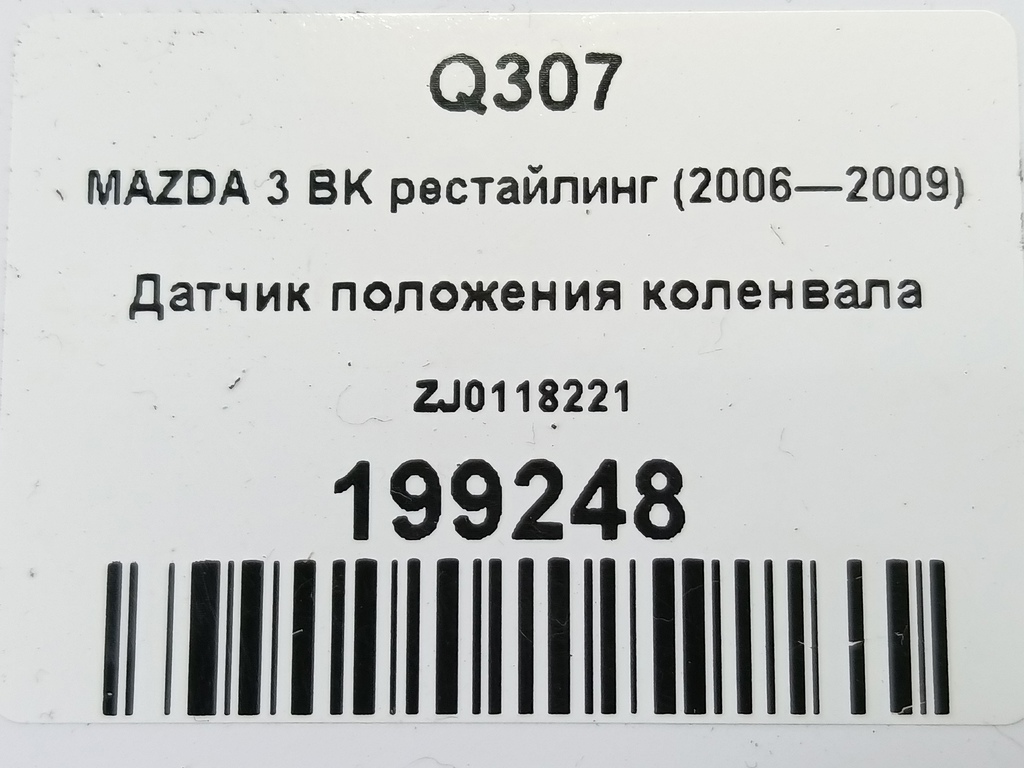 Q307
MAZDA 3 BK рестайлинг (2006—2009)
Датчик положения коленвала
ZJ0118221
199248